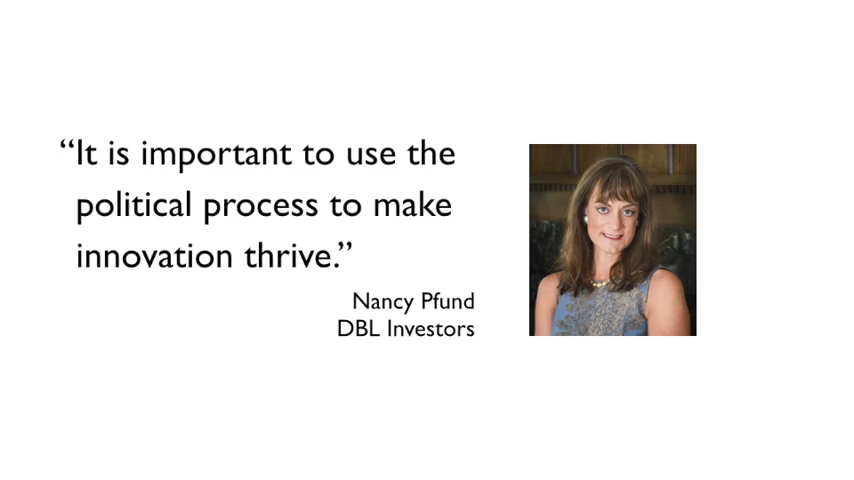 “It is important to use the
political process to make
innovation thrive.”
Nancy Pfund
DBL Investors